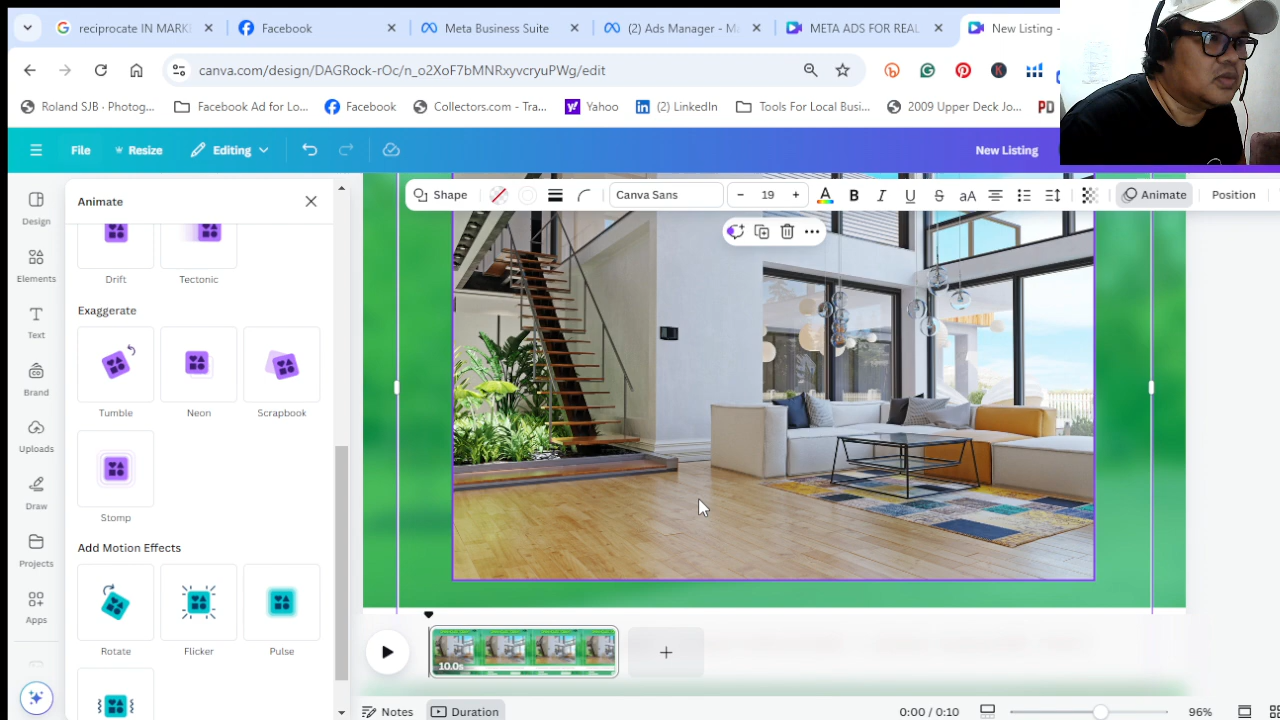 reciprocate IN MARKE
Facebook
Meta Business Suite
(2) Ads Manager - M
META ADS FOR REAL
New Listing -
canva.com/design/DAGRock-
n_o2XoF7bMNRxyvcryuPWg/edit
Roland SJB · Photog...
Facebook Ad for Lo...
Facebook
Collectors.com - Tra...
Yahoo
(2) LinkedIn
Tools For Local Busi...
2009 Upper Deck Jo...
PD
File
Resize
Editing
New Listing
Design
Elements
Text
Brand
Uploads
Draw
Projects
Apps
Animate
Drift
Tectonic
Exaggerate
Tumble
Neon
Scrapbook
Stomp
Add Motion Effects
Rotate
Flicker
Pulse
Shape
Canva Sans
– 19 +
A
B
I
U
S
aA
Animate
Position
10.0s
Notes
Duration
0:00 / 0:10
96%